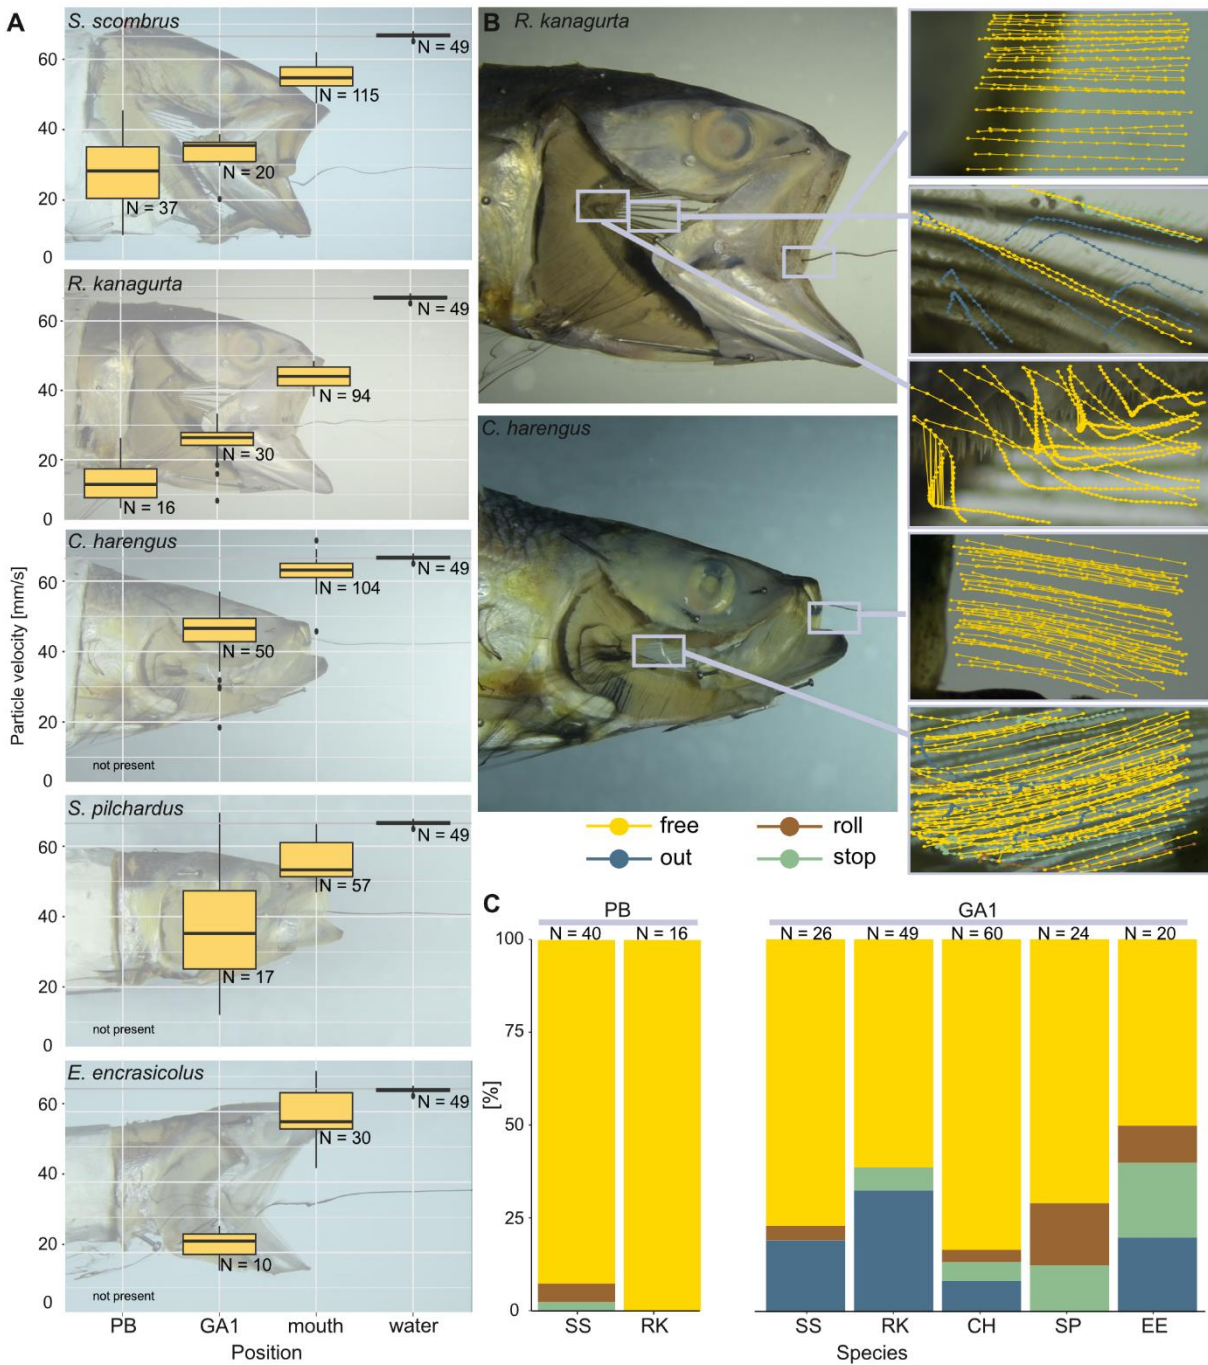 A
S. scombrus
60
40
20
0
N = 37
N = 20
N = 115
N = 49
R. kanagurta
60
40
20
0
N = 16
N = 30
N = 94
N = 49
C. harengus
60
40
20
0
N = 50
N = 104
N = 49
not present
S. pilchardus
60
40
20
0
N = 17
N = 57
N = 49
not present
E. encrasicolus
60
40
20
0
N = 10
N = 30
N = 49
not present
Particle velocity [mm/s]
PB GA1 mouth water
Position
B
R. kanagurta
C. harengus
free roll
out stop
C
PB GA1
N = 40 N = 16 N = 26 N = 49 N = 60 N = 24 N = 20
100
75
50
25
0
[%]
SS RK SS RK CH SP EE
Species